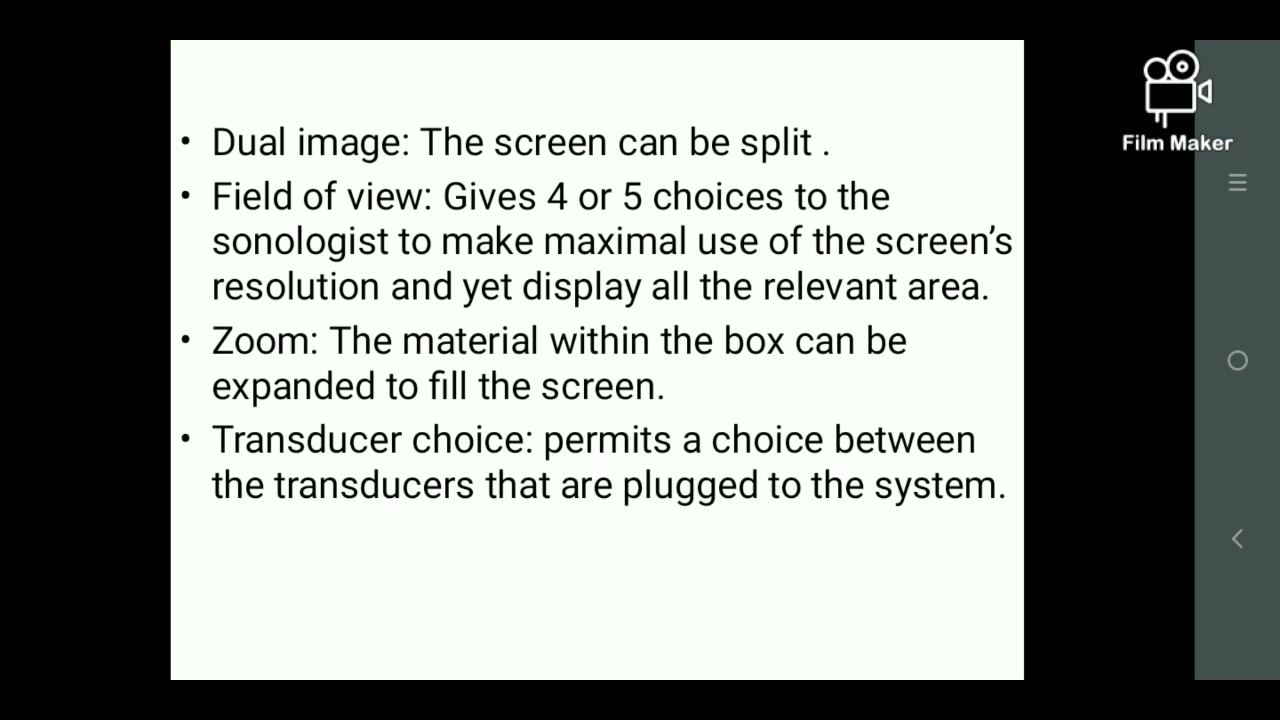 • Dual image: The screen can be split .
• Field of view: Gives 4 or 5 choices to the
sonologist to make maximal use of the screen’s
resolution and yet display all the relevant area.
• Zoom: The material within the box can be
expanded to fill the screen.
• Transducer choice: permits a choice between
the transducers that are plugged to the system.
Film Maker